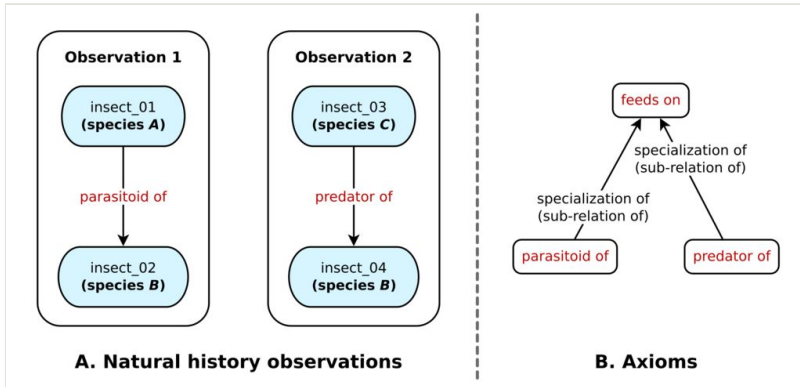 Observation 1
insect_01
(species A)
parasitoid of
insect_02
(species B)
Observation 2
insect_03
(species C)
predator of
insect_04
(species B)
A. Natural history observations
feeds on
specialization of
(sub-relation of)
specialization of
(sub-relation of)
parasitoid of
predator of
B. Axioms